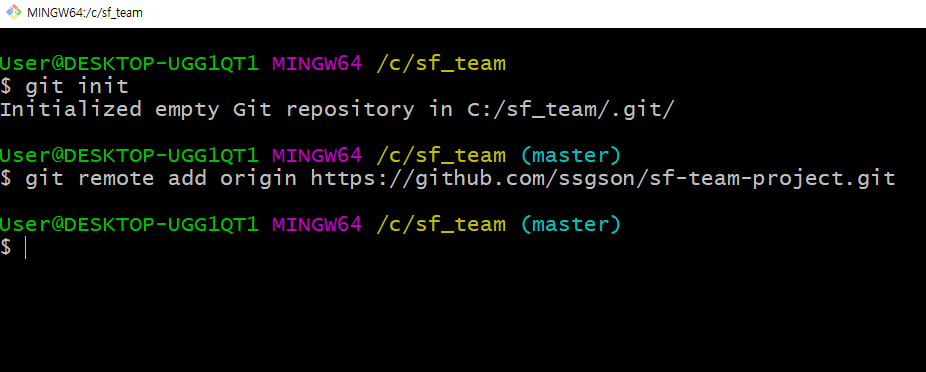 MINGW64:/c/sf_team
User@DESKTOP-UGG1QT1 MINGW64 /c/sf_team
$ git init
Initialized empty Git repository in C:/sf_team/.git/
User@DESKTOP-UGG1QT1 MINGW64 /c/sf_team (master)
$ git remote add origin https://github.com/ssgson/sf-team-project.git
User@DESKTOP-UGG1QT1 MINGW64 /c/sf_team (master)
$